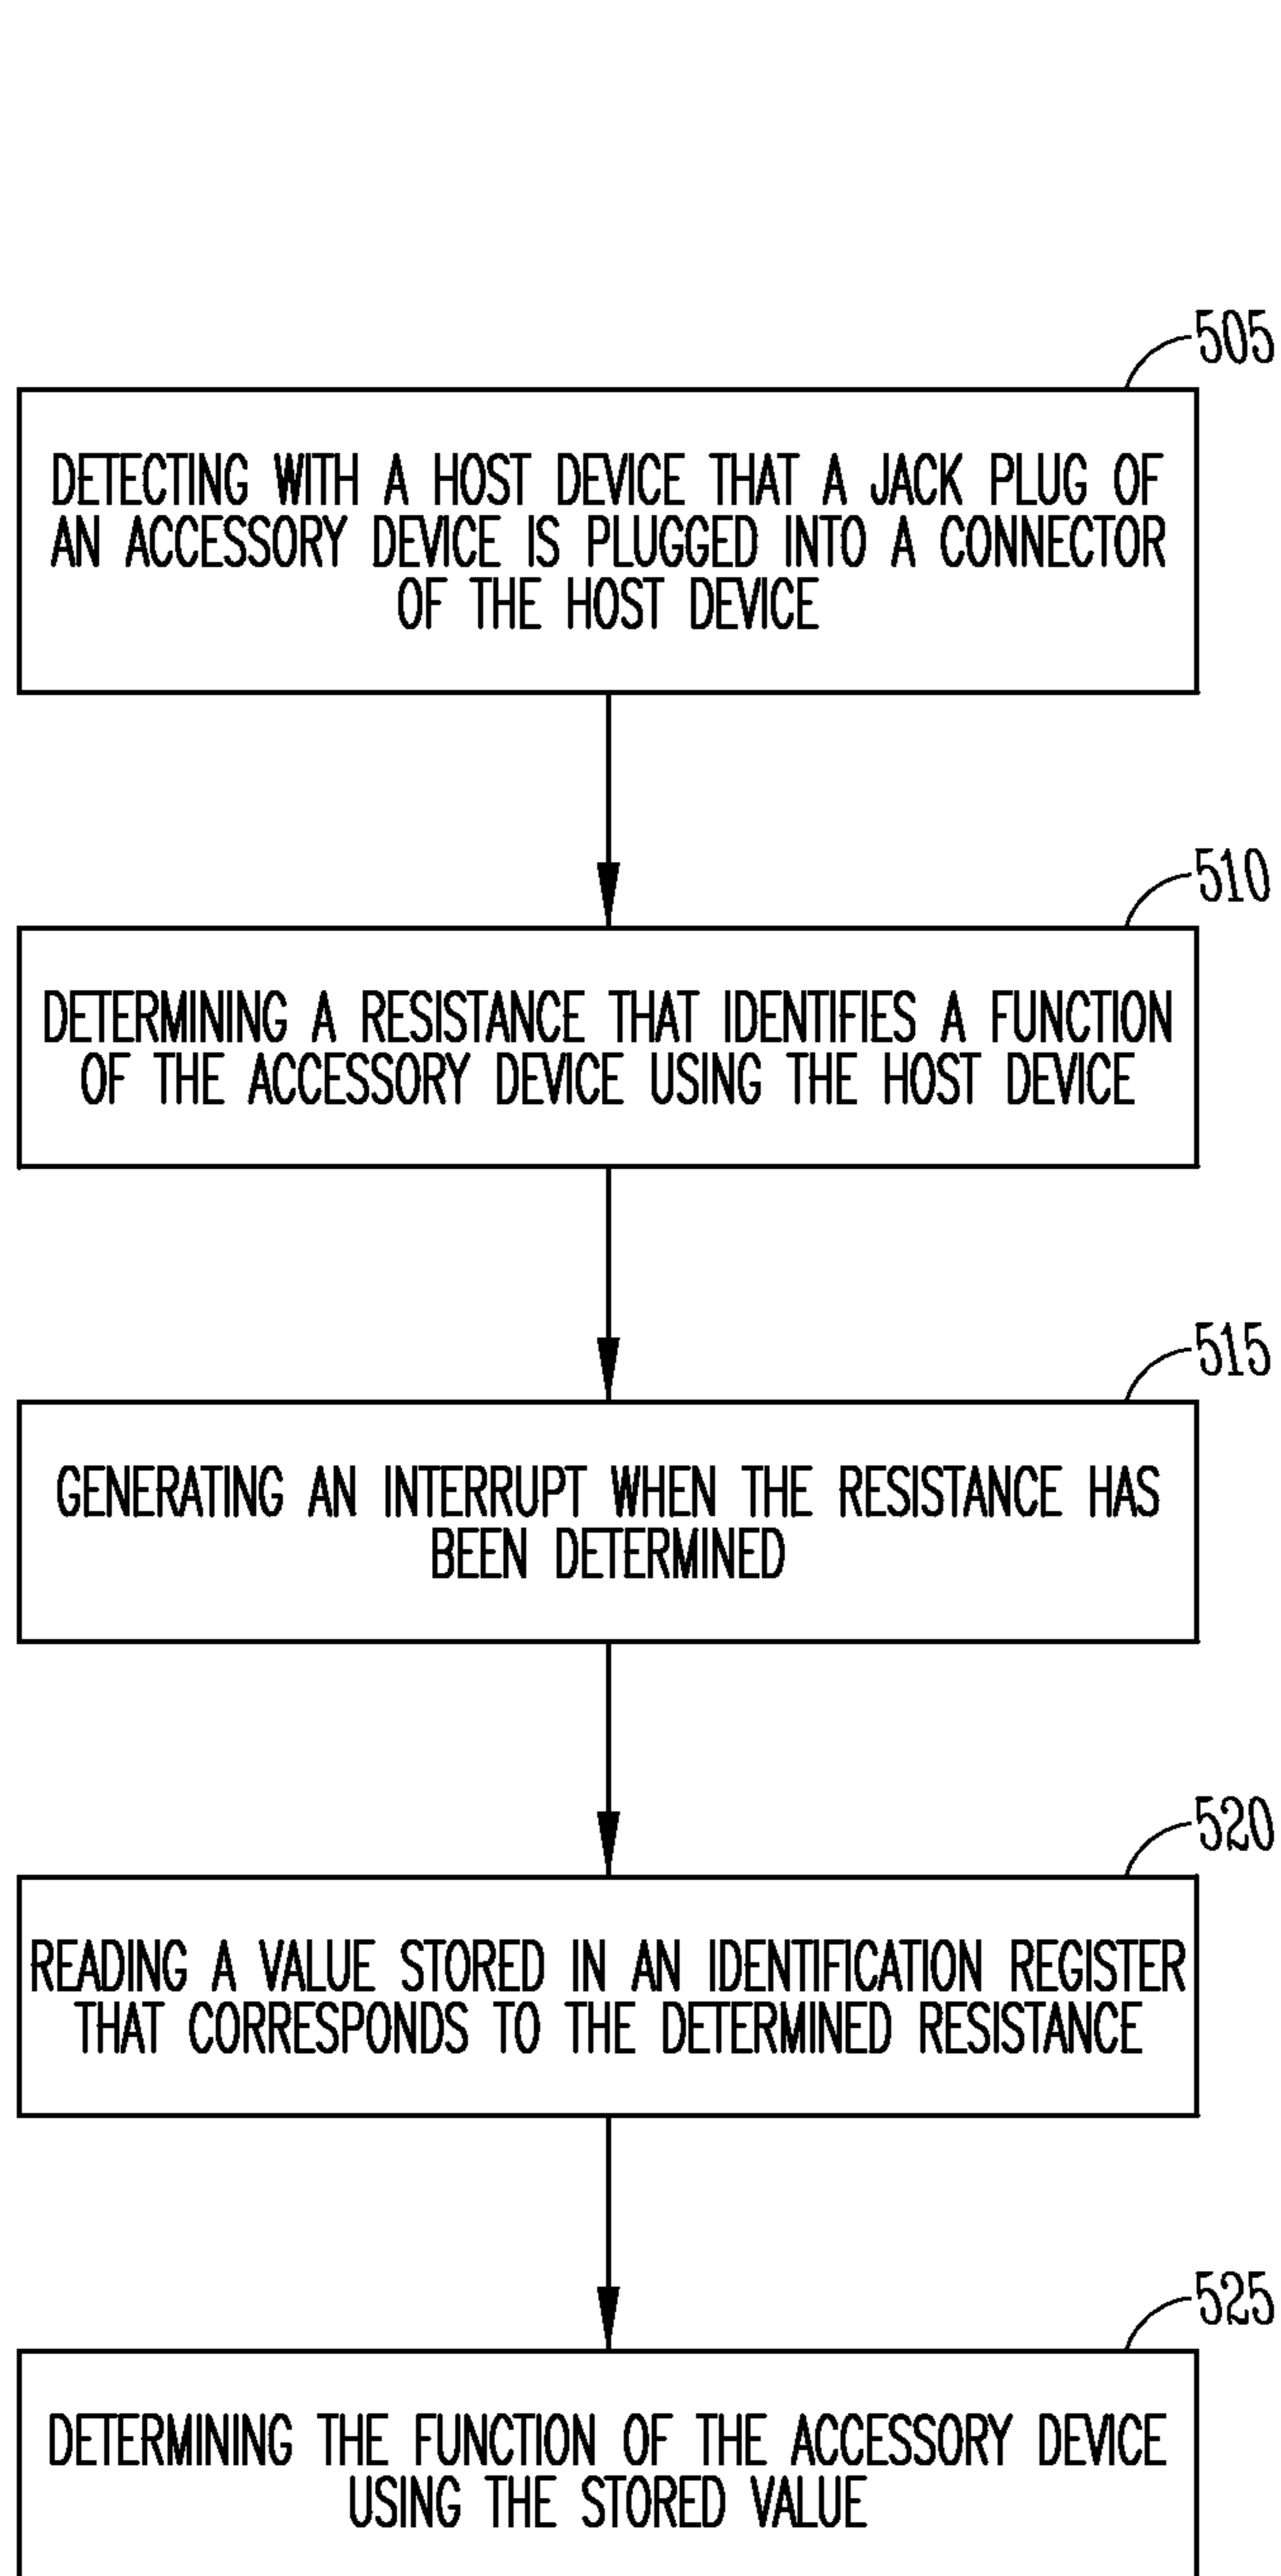 505
DETECTING WITH A HOST DEVICE THAT A JACK PLUG OF
AN ACCESSORY DEVICE IS PLUGGED INTO A CONNECTOR
OF THE HOST DEVICE
510
DETERMINING A RESISTANCE THAT IDENTIFIES A FUNCTION
OF THE ACCESSORY DEVICE USING THE HOST DEVICE
515
GENERATING AN INTERRUPT WHEN THE RESISTANCE HAS
BEEN DETERMINED
520
READING A VALUE STORED IN AN IDENTIFICATION REGISTER
THAT CORRESPONDS TO THE DETERMINED RESISTANCE
525
DETERMINING THE FUNCTION OF THE ACCESSORY DEVICE
USING THE STORED VALUE